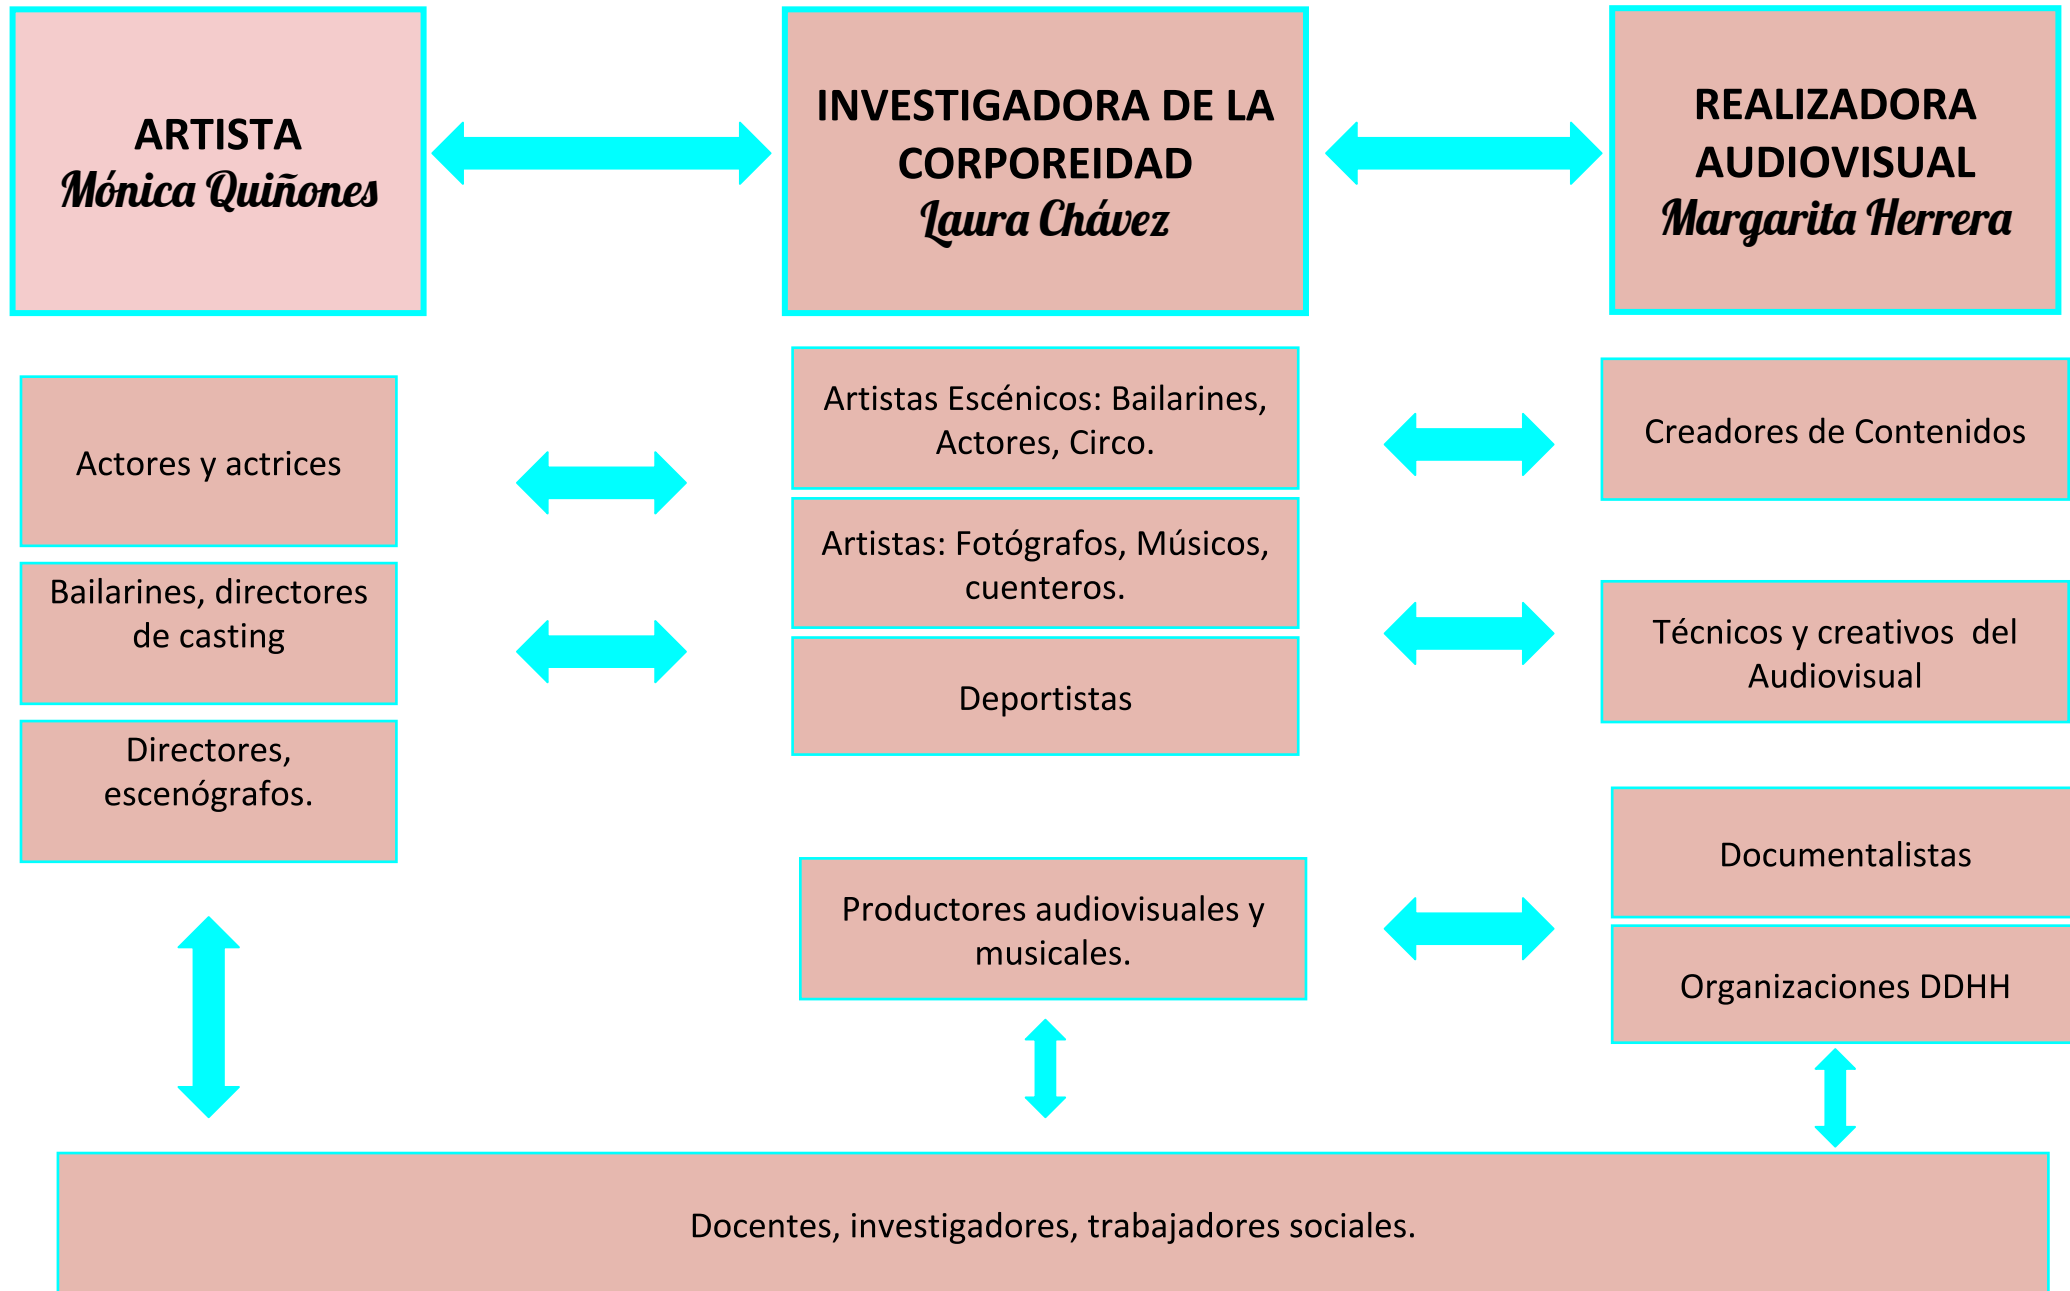 ARTISTA
Mónica Quiñones
INVESTIGADORA DE LA
CORPOREIDAD
Laura Chávez
REALIZADORA
AUDIOVISUAL
Margarita Herrera
Actores y actrices
Bailarines, directores
de casting
Directores,
escenógrafos.
Artistas Escénicos: Bailarines,
Actores, Circo.
Artistas: Fotógrafos, Músicos,
cuenteros.
Deportistas
Productores audiovisuales y
musicales.
Creadores de Contenidos
Técnicos y creativos  del
Audiovisual
Documentalistas
Organizaciones DDHH
Docentes, investigadores, trabajadores sociales.